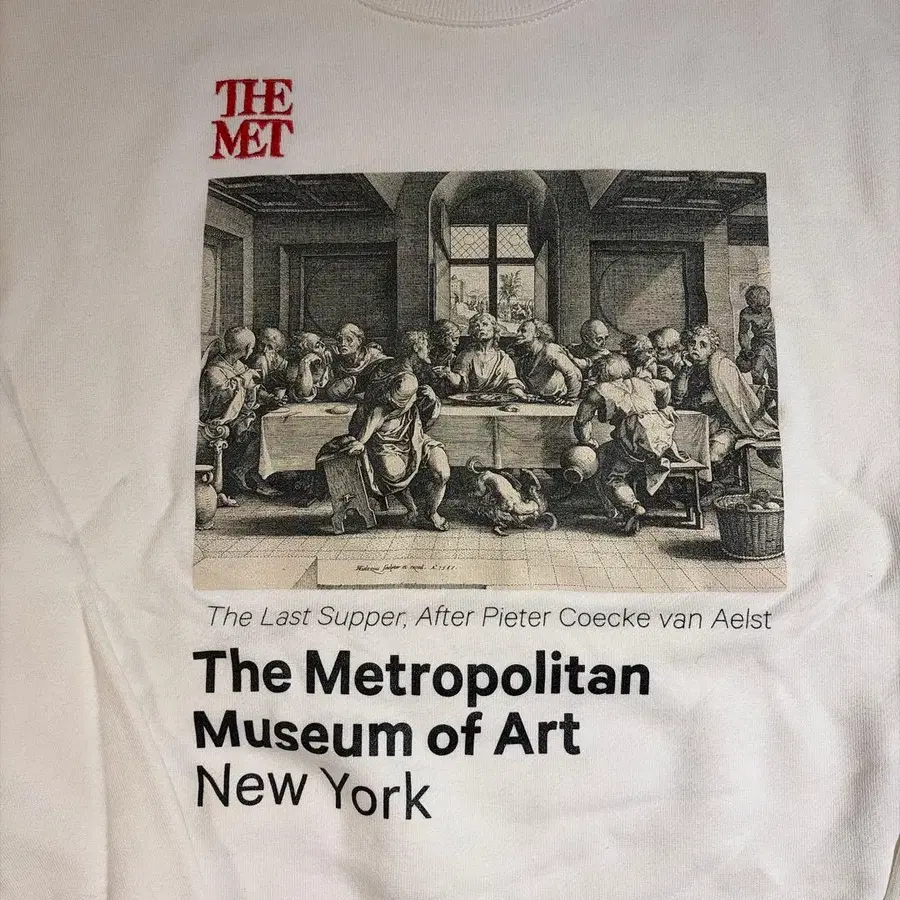 THE
MET
The Last Supper, After Pieter Coecke van Aelst
The Metropolitan
Museum of Art
New York